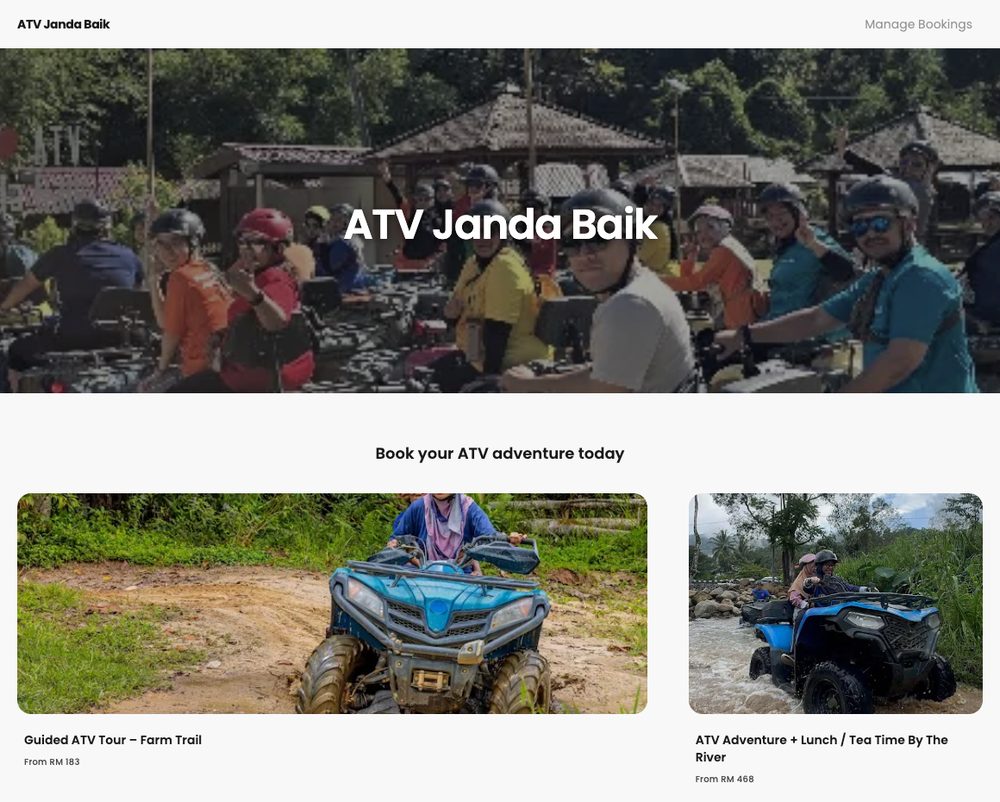 ATV Janda Baik
Manage Bookings
ATV
ATV Janda Baik
Book your ATV adventure today
Guided ATV Tour – Farm Trail
From RM 183
ATV Adventure + Lunch / Tea Time By The
River
From RM 468